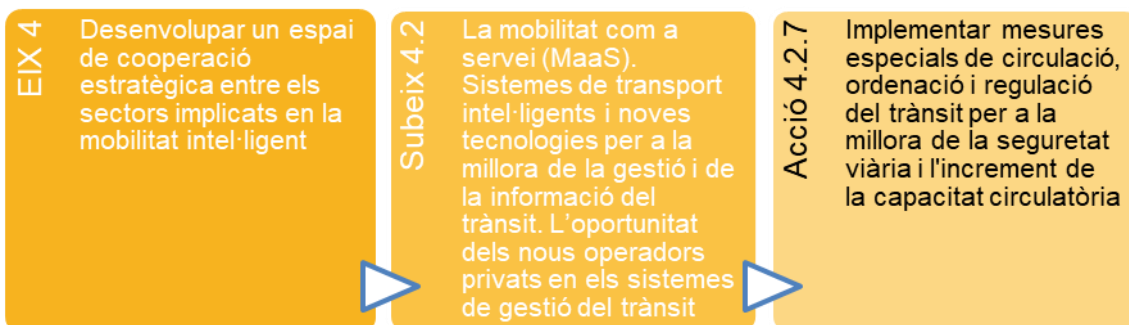 EIX 4
Desenvolupar un espai
de cooperació
estratègica entre els
sectors implicats en la
mobilitat intel·ligent
Subeix 4.2
La mobilitat com a
servei (MaaS).
Sistemes de transport
intel·ligents i noves
tecnologies per a la
millora de la gestió i de
la informació del
trànsit. L’oportunitat
dels nous operadors
privats en els sistemes
de gestió del trànsit
Acció 4.2.7
Implementar mesures
especials de circulació,
ordenació i regulació
del trànsit per a la
millora de la seguretat
viària i l'increment de
la capacitat circulatòria